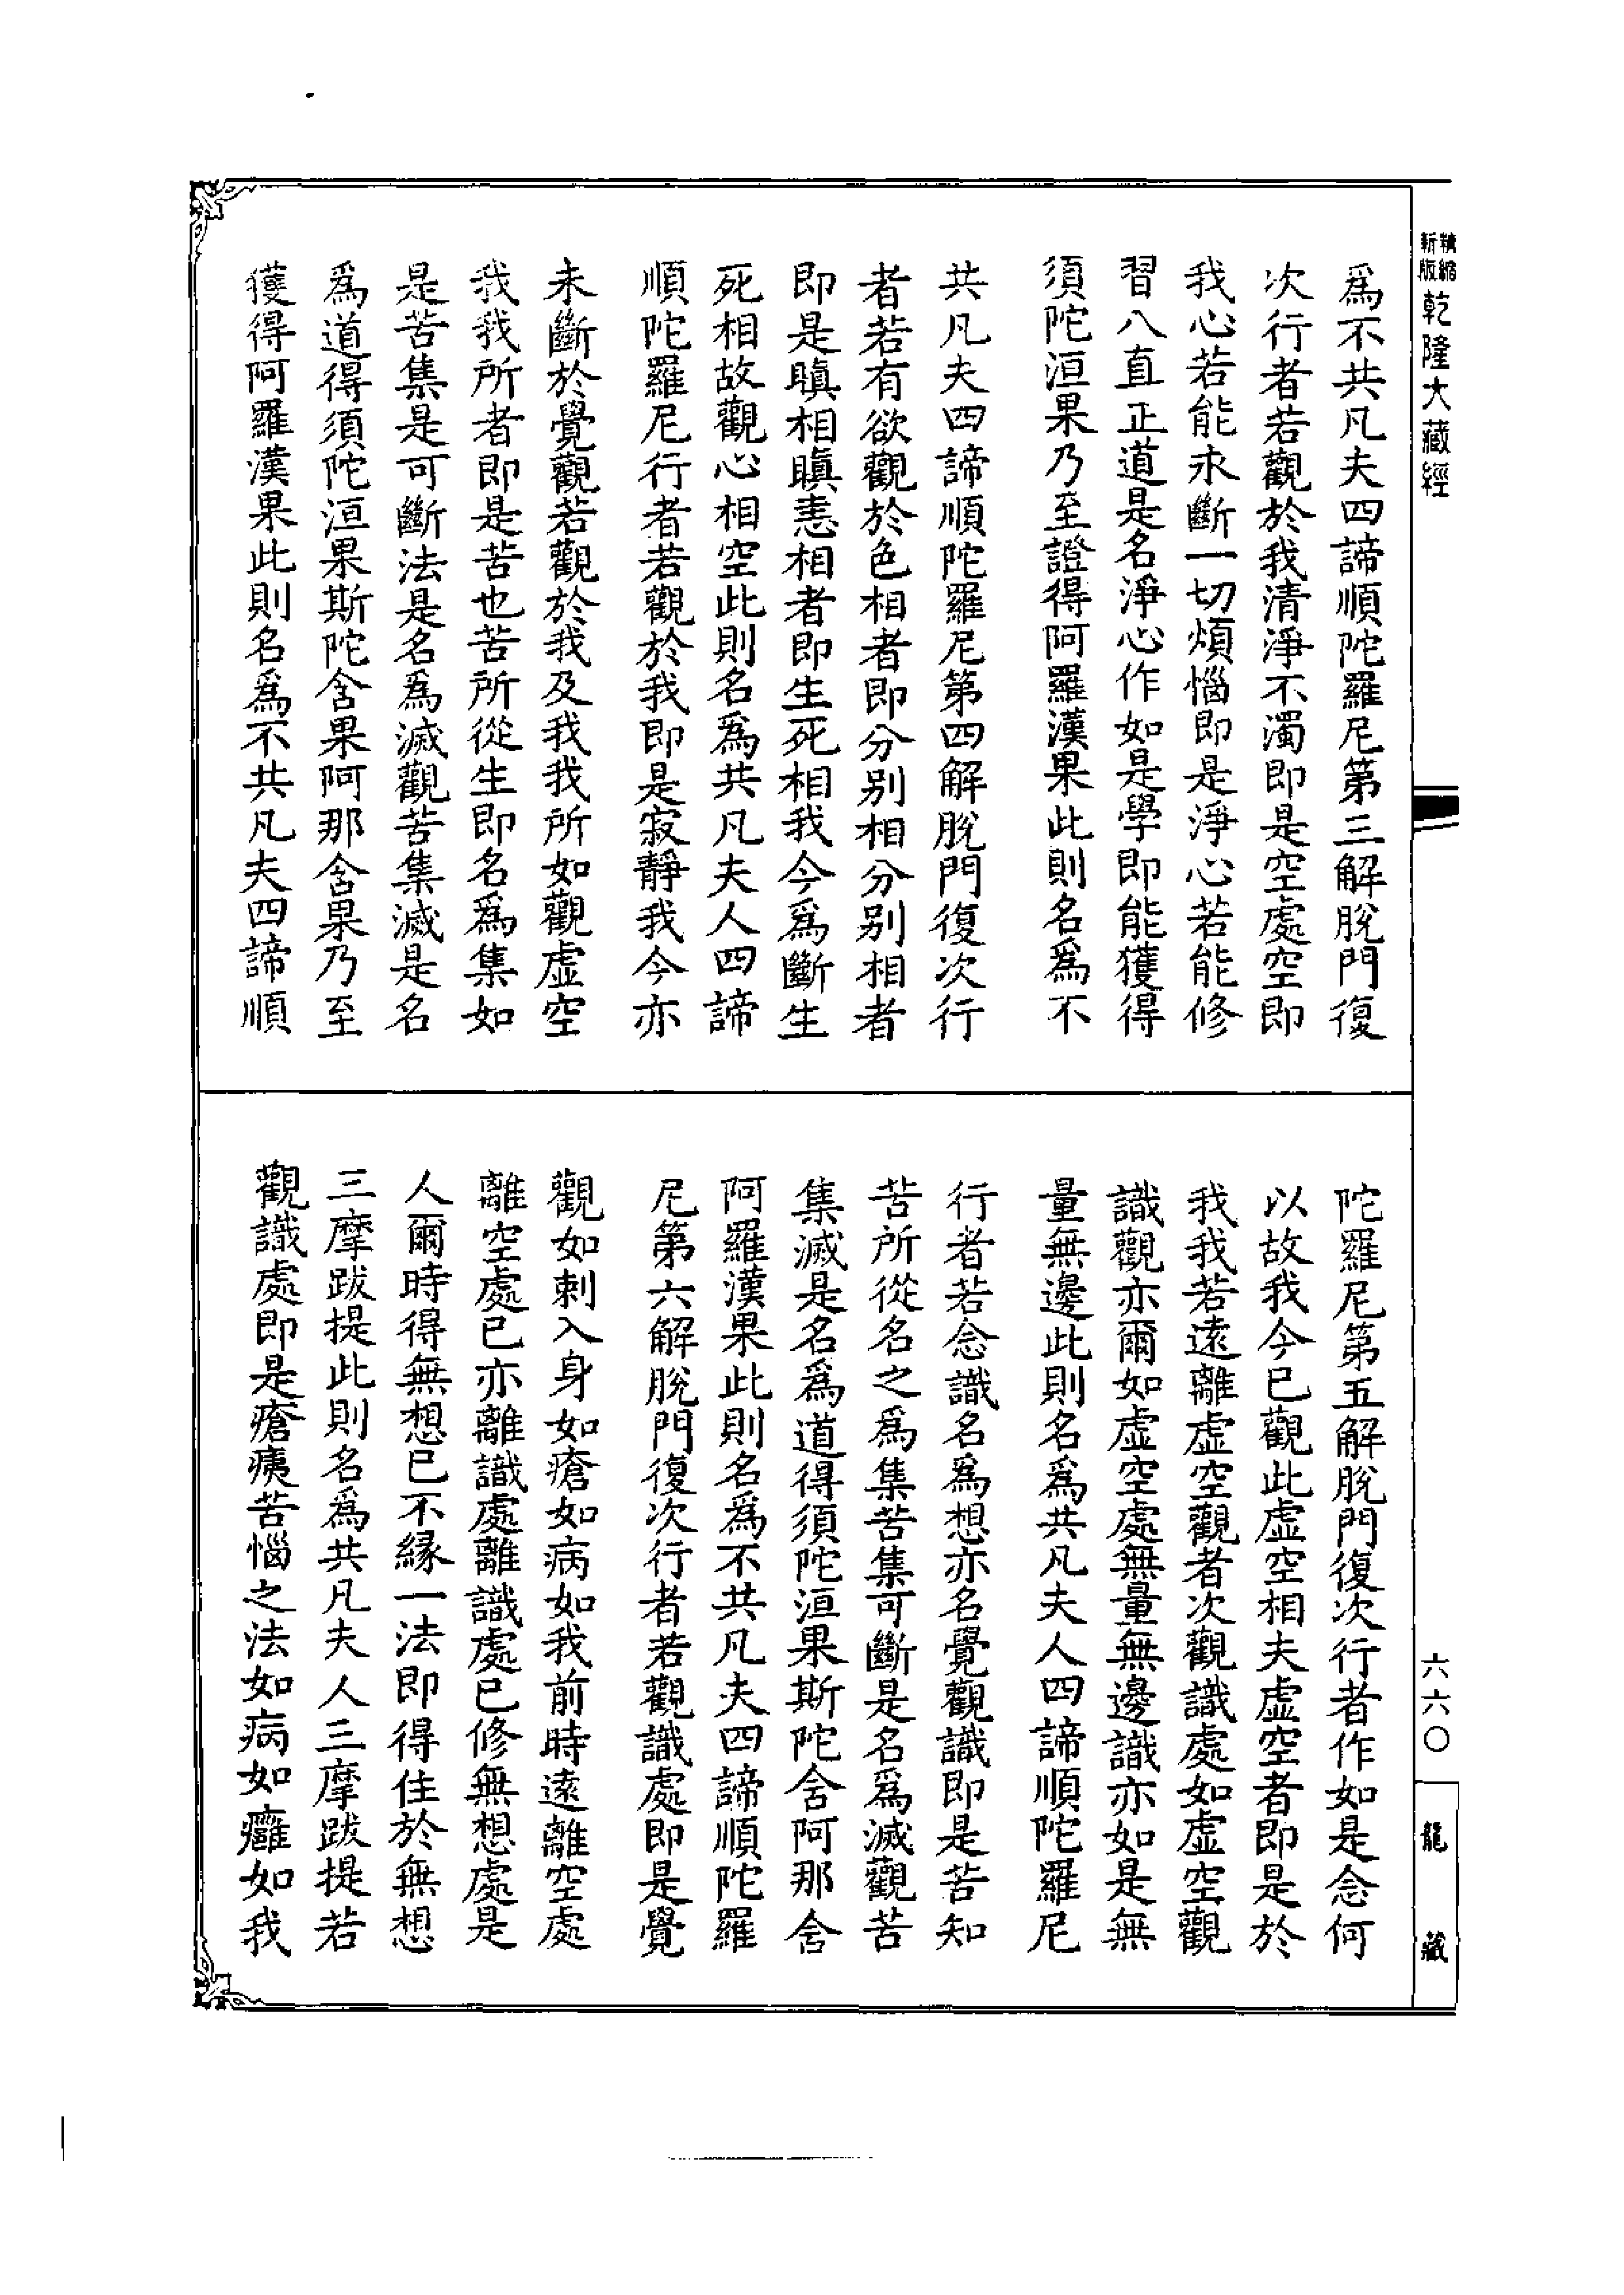 精縮新版 乾隆大藏經
為不共凡夫四諦順陀羅尼第三解脫門復
次行者若觀於我清淨不濁即是空處空即
我心若能永斷一切煩惱即是淨心若能修
習八直正道是名淨心作如是學即能獲得
須陀洹果乃至證得阿羅漢果此則名為不
共凡夫四諦順陀羅尼第四解脫門復次行
者若有欲觀於色相者即分別相分別相者
即是瞋相瞋恚相者即生死相我今為斷生
死相故觀心相空此則名為共凡夫人四諦
順陀羅尼行者若觀於我即是寂靜我今亦
未斷於覺觀若觀於我及我我所如觀虛空
我我所者即是苦也苦所從生即名為集如
是苦集是可斷法是名為滅觀苦集滅是名
為道得須陀洹果斯陀含果阿那含果乃至
獲得阿羅漢果此則名為不共凡夫四諦順
陀羅尼第五解脫門復次行者作如是念何
以故我今已觀此虛空相夫虛空者即是於
我我若遠離虛空觀者次觀識處如虛空觀
識觀亦爾如虛空處無量無邊識亦如是無
量無邊此則名為共凡夫人四諦順陀羅尼
行者若念識名為想亦名覺觀識即是苦知
苦所從名之為集苦集可斷是名為滅觀苦
集滅是名為道得須陀洹果斯陀含阿那含
阿羅漢果此則名為不共凡夫四諦順陀羅
尼第六解脫門復次行者若觀識處即是覺
觀如刺入身如瘡如病如我前時遠離空處
離空處已亦離識處離識處已修無想處是
人爾時得無想已不緣一法即得住於無想
三摩跋提此則名為共凡夫人三摩跋提若
觀識處即是瘡痍苦惱之法如病如癰如我
六六〇
龍藏